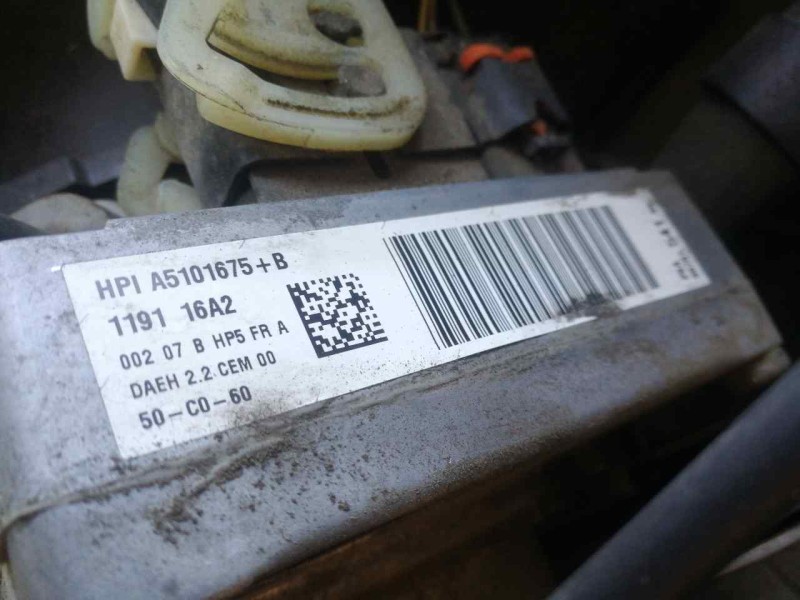 HPI A5101675+B
1191 16A2
002 07 B HP5 FR A
DAEH 2.2.CEM 00
50-C0-60